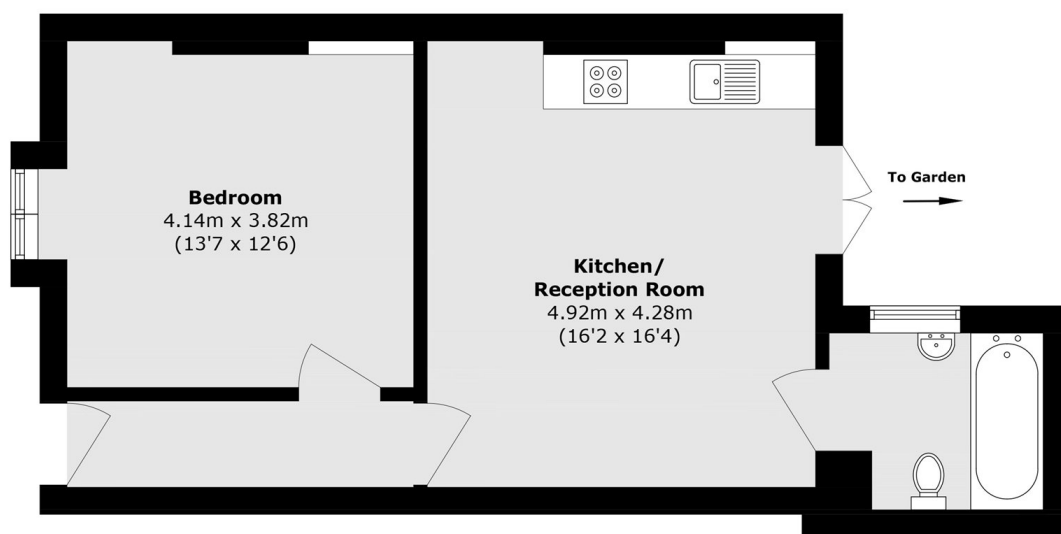 Bedroom
4.14m x 3.82m
(13'7 x 12'6)
To Garden
Kitchen/
Reception Room
4.92m x 4.28m
(16'2 x 16'4)